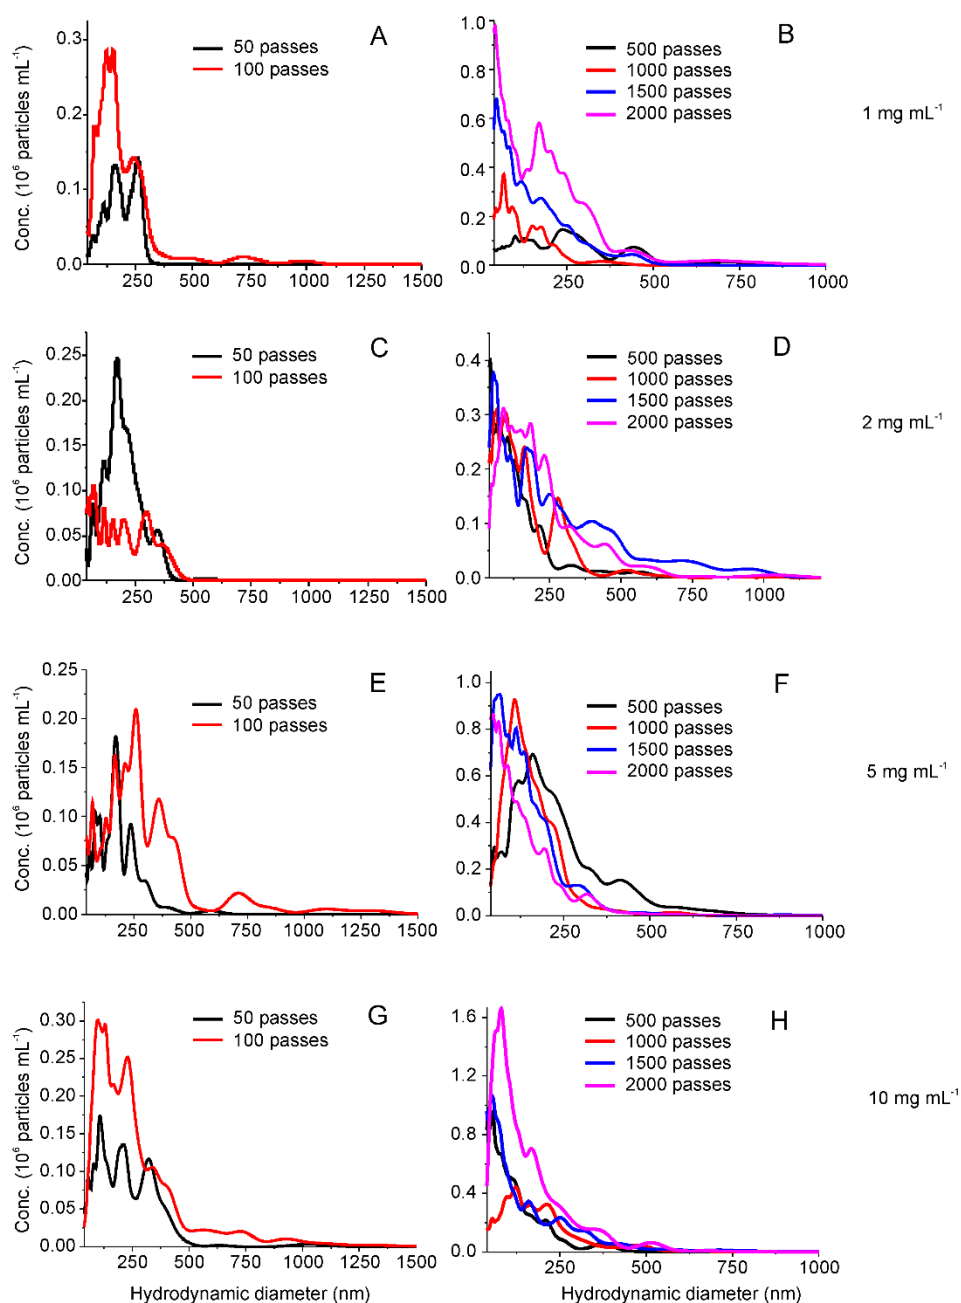 A
0.3
0.2
0.1
0.0
Conc. (10⁶ particles mL⁻¹)
50 passes
100 passes
250 500 750 1000 1250 1500
B
1.0
0.8
0.6
0.4
0.2
0.0
500 passes
1000 passes
1500 passes
2000 passes
250 500 750 1000
1 mg mL⁻¹
C
0.25
0.20
0.15
0.10
0.05
0.00
Conc. (10⁶ particles mL⁻¹)
50 passes
100 passes
250 500 750 1000 1250 1500
D
0.4
0.3
0.2
0.1
0.0
500 passes
1000 passes
1500 passes
2000 passes
250 500 750 1000
2 mg mL⁻¹
E
0.25
0.20
0.15
0.10
0.05
0.00
Conc. (10⁶ particles mL⁻¹)
50 passes
100 passes
250 500 750 1000 1250 1500
F
1.0
0.8
0.6
0.4
0.2
0.0
500 passes
1000 passes
1500 passes
2000 passes
250 500 750 1000
5 mg mL⁻¹
G
0.30
0.25
0.20
0.15
0.10
0.05
0.00
Conc. (10⁶ particles mL⁻¹)
50 passes
100 passes
250 500 750 1000 1250 1500
Hydrodynamic diameter (nm)
H
1.6
1.2
0.8
0.4
0.0
500 passes
1000 passes
1500 passes
2000 passes
250 500 750 1000
Hydrodynamic diameter (nm)
10 mg mL⁻¹